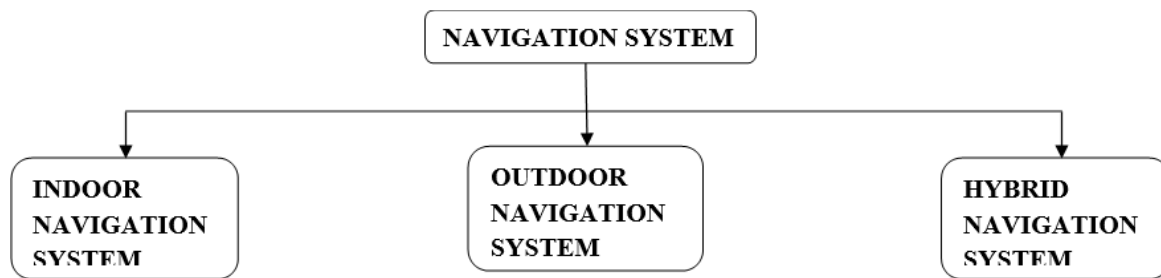 NAVIGATION SYSTEM
INDOOR
NAVIGATION
SYSTEM
OUTDOOR
NAVIGATION
SYSTEM
HYBRID
NAVIGATION
SYSTEM